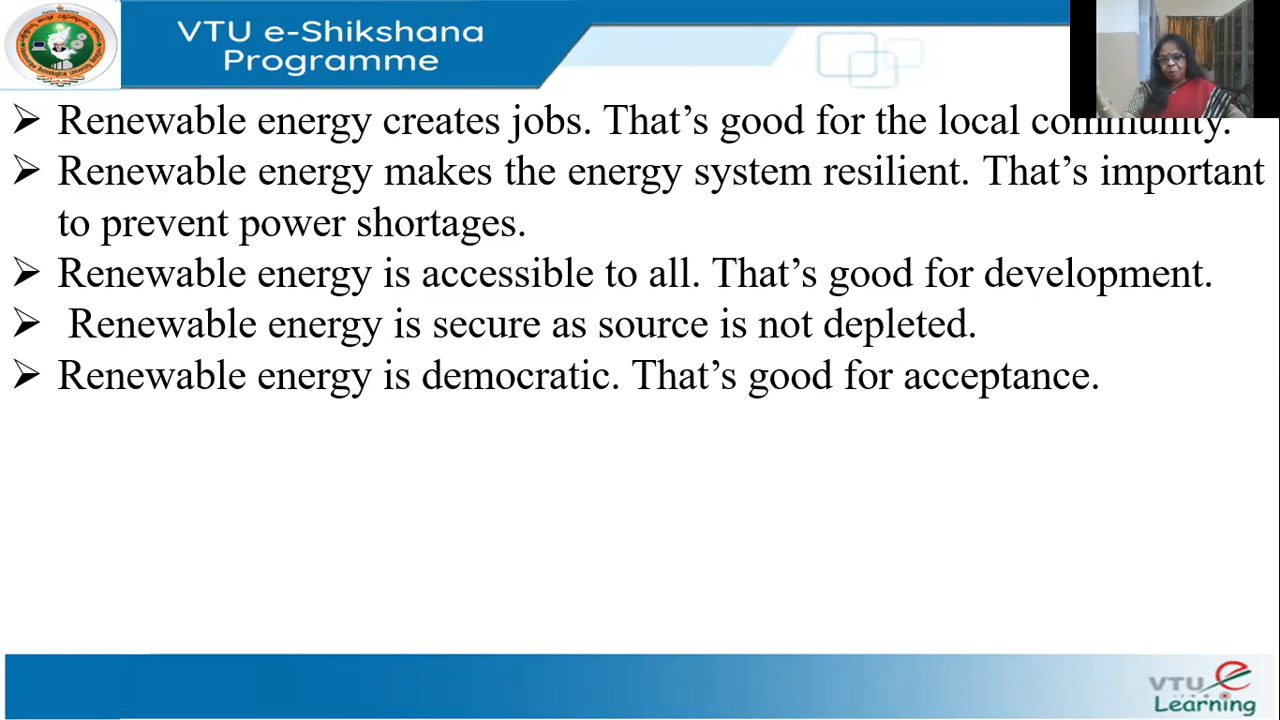 VTU e-Shikshana
Programme
➢ Renewable energy creates jobs. That’s good for the local community.
➢ Renewable energy makes the energy system resilient. That’s important
to prevent power shortages.
➢ Renewable energy is accessible to all. That’s good for development.
➢ Renewable energy is secure as source is not depleted.
➢ Renewable energy is democratic. That’s good for acceptance.
VTU e
Learning